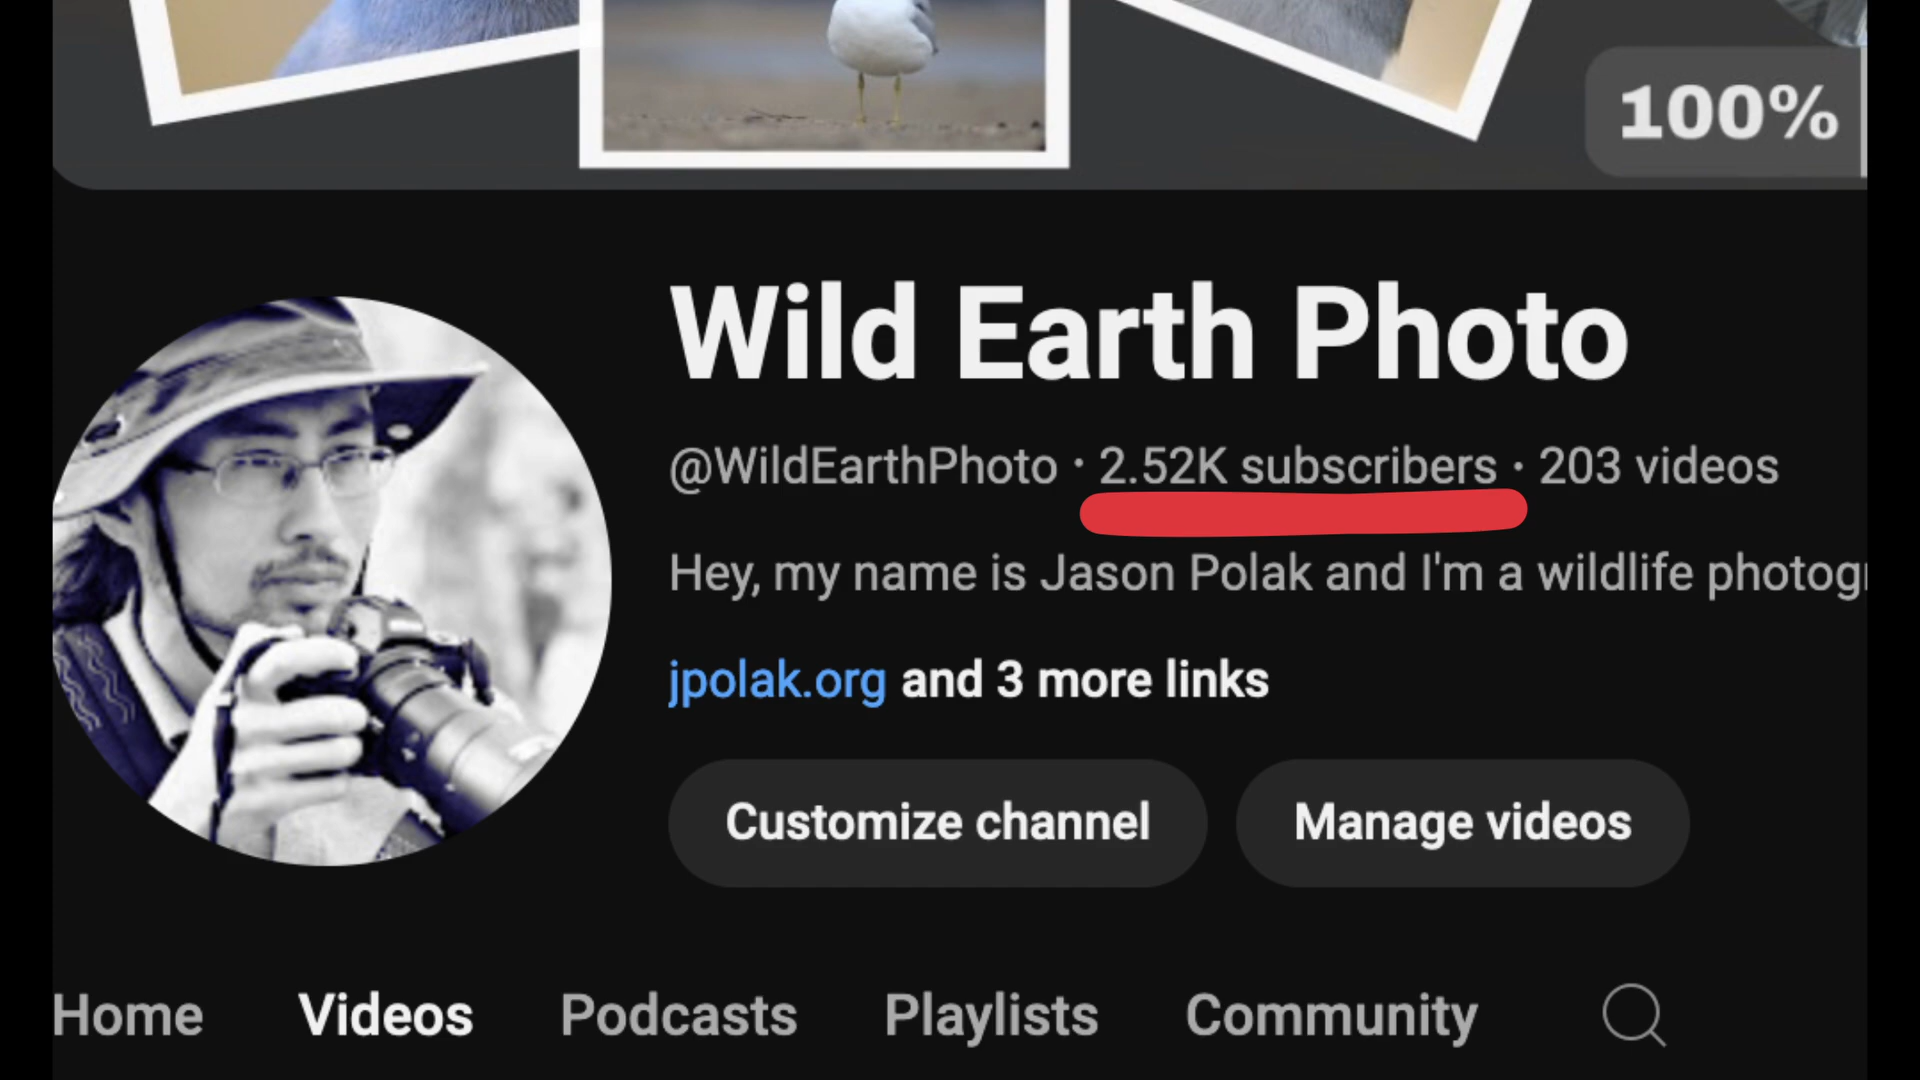 100%
Wild Earth Photo
@WildEarthPhoto · 2.52K subscribers · 203 videos
Hey, my name is Jason Polak and I'm a wildlife
jpolak.org and 3 more links
Customize channel Manage videos
Home Videos Podcasts Playlists Community